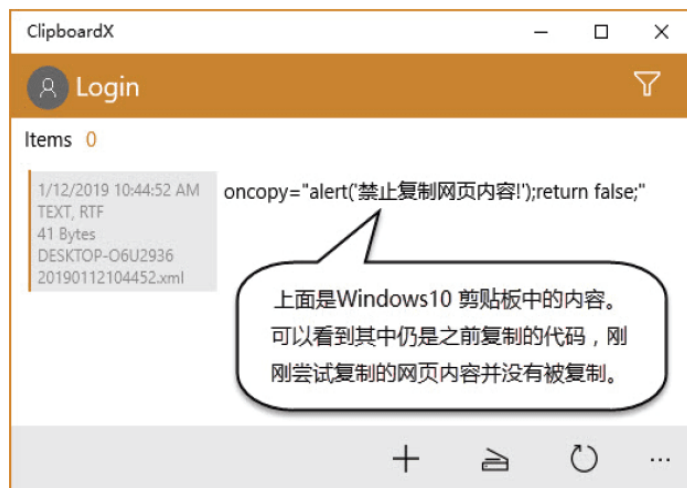 ClipboardX
Login
Items 0
1/12/2019 10:44:52 AM
TEXT, RTF
41 Bytes
DESKTOP-O6U2936
20190112104452.xml
oncopy="alert('禁止复制网页内容!');return false;"
上面是Windows10 剪贴板中的内容。
可以看到其中仍是之前复制的代码，刚
刚尝试复制的网页内容并没有被复制。